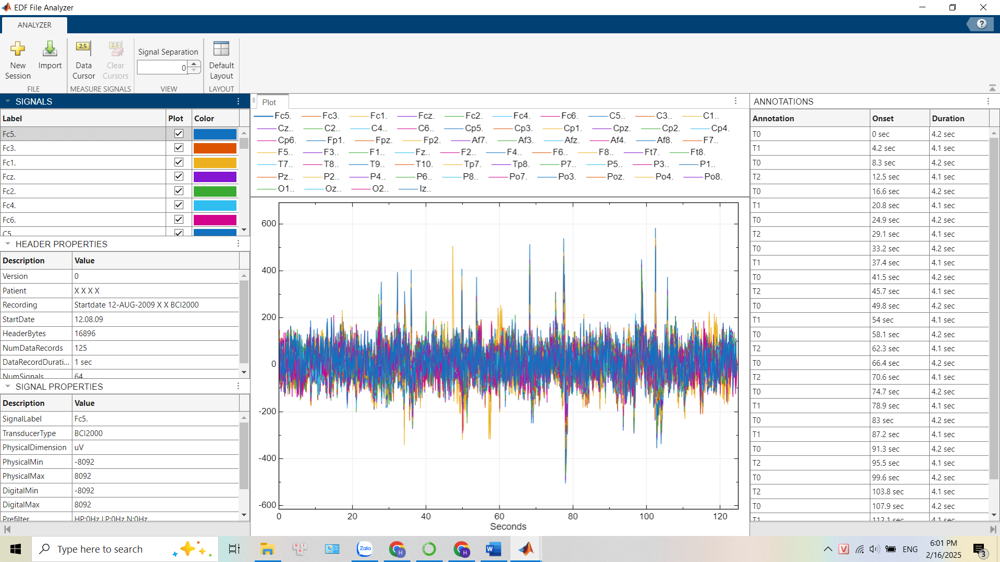 EDF File Analyzer
ANALYZER
New Session
Import
FILE
2.5
Data Cursor
2.5
Clear Cursors
MEASURE SIGNALS
Signal Separation
0
VIEW
Default Layout
LAYOUT
SIGNALS
Label Plot Color
Fc5.
Fc3.
Fc1.
Fcz.
Fc2.
Fc4.
Fc6.
C5
HEADER PROPERTIES
Description Value
Version 0
Patient X X X X
Recording Startdate 12-AUG-2009 X X BCI2000
StartDate 12.08.09
HeaderBytes 16896
NumDataRecords 125
DataRecordDurati... 1 sec
NumSignals 64
SIGNAL PROPERTIES
Description Value
SignalLabel Fc5.
TransducerType BCI2000
PhysicalDimension uV
PhysicalMin -8092
PhysicalMax 8092
DigitalMin -8092
DigitalMax 8092
Prefilter HP:0Hz LP:0Hz N:0Hz
Plot
Fc5. Fc3. Fc1. Fcz. Fc2. Fc4. Fc6. C5.. C3.. C1..
Cz.. C2.. C4.. C6.. Cp5. Cp3. Cp1. Cpz. Cp2. Cp4.
Cp6. Fp1. Fpz. Fp2. Af7. Af3. Afz. Af4. Af8. F7..
F5.. F3.. F1.. Fz.. F2.. F4.. F6.. F8.. Ft7. Ft8.
T7.. T8.. T9.. T10. Tp7. Tp8. P7.. P5.. P3.. P1..
Pz.. P2.. P4.. P6.. P8.. Po7. Po3. Poz. Po4. Po8.
O1.. Oz.. O2.. Iz..
600
400
200
0
-200
-400
-600
0 20 40 60 80 100 120
Seconds
ANNOTATIONS
Annotation Onset Duration
T0 0 sec 4.2 sec
T1 4.2 sec 4.1 sec
T0 8.3 sec 4.2 sec
T2 12.5 sec 4.1 sec
T0 16.6 sec 4.2 sec
T1 20.8 sec 4.1 sec
T0 24.9 sec 4.2 sec
T2 29.1 sec 4.1 sec
T0 33.2 sec 4.2 sec
T1 37.4 sec 4.1 sec
T0 41.5 sec 4.2 sec
T2 45.7 sec 4.1 sec
T0 49.8 sec 4.2 sec
T1 54 sec 4.1 sec
T0 58.1 sec 4.2 sec
T2 62.3 sec 4.1 sec
T0 66.4 sec 4.2 sec
T2 70.6 sec 4.1 sec
T0 74.7 sec 4.2 sec
T1 78.9 sec 4.1 sec
T0 83 sec 4.2 sec
T1 87.2 sec 4.1 sec
T0 91.3 sec 4.2 sec
T2 95.5 sec 4.1 sec
T0 99.6 sec 4.2 sec
T2 103.8 sec 4.1 sec
T0 107.9 sec 4.2 sec
T1 112.1 sec 4.1 sec
Type here to search
Zalo
H
H
W
V
ENG
6:01 PM
2/16/2025
3